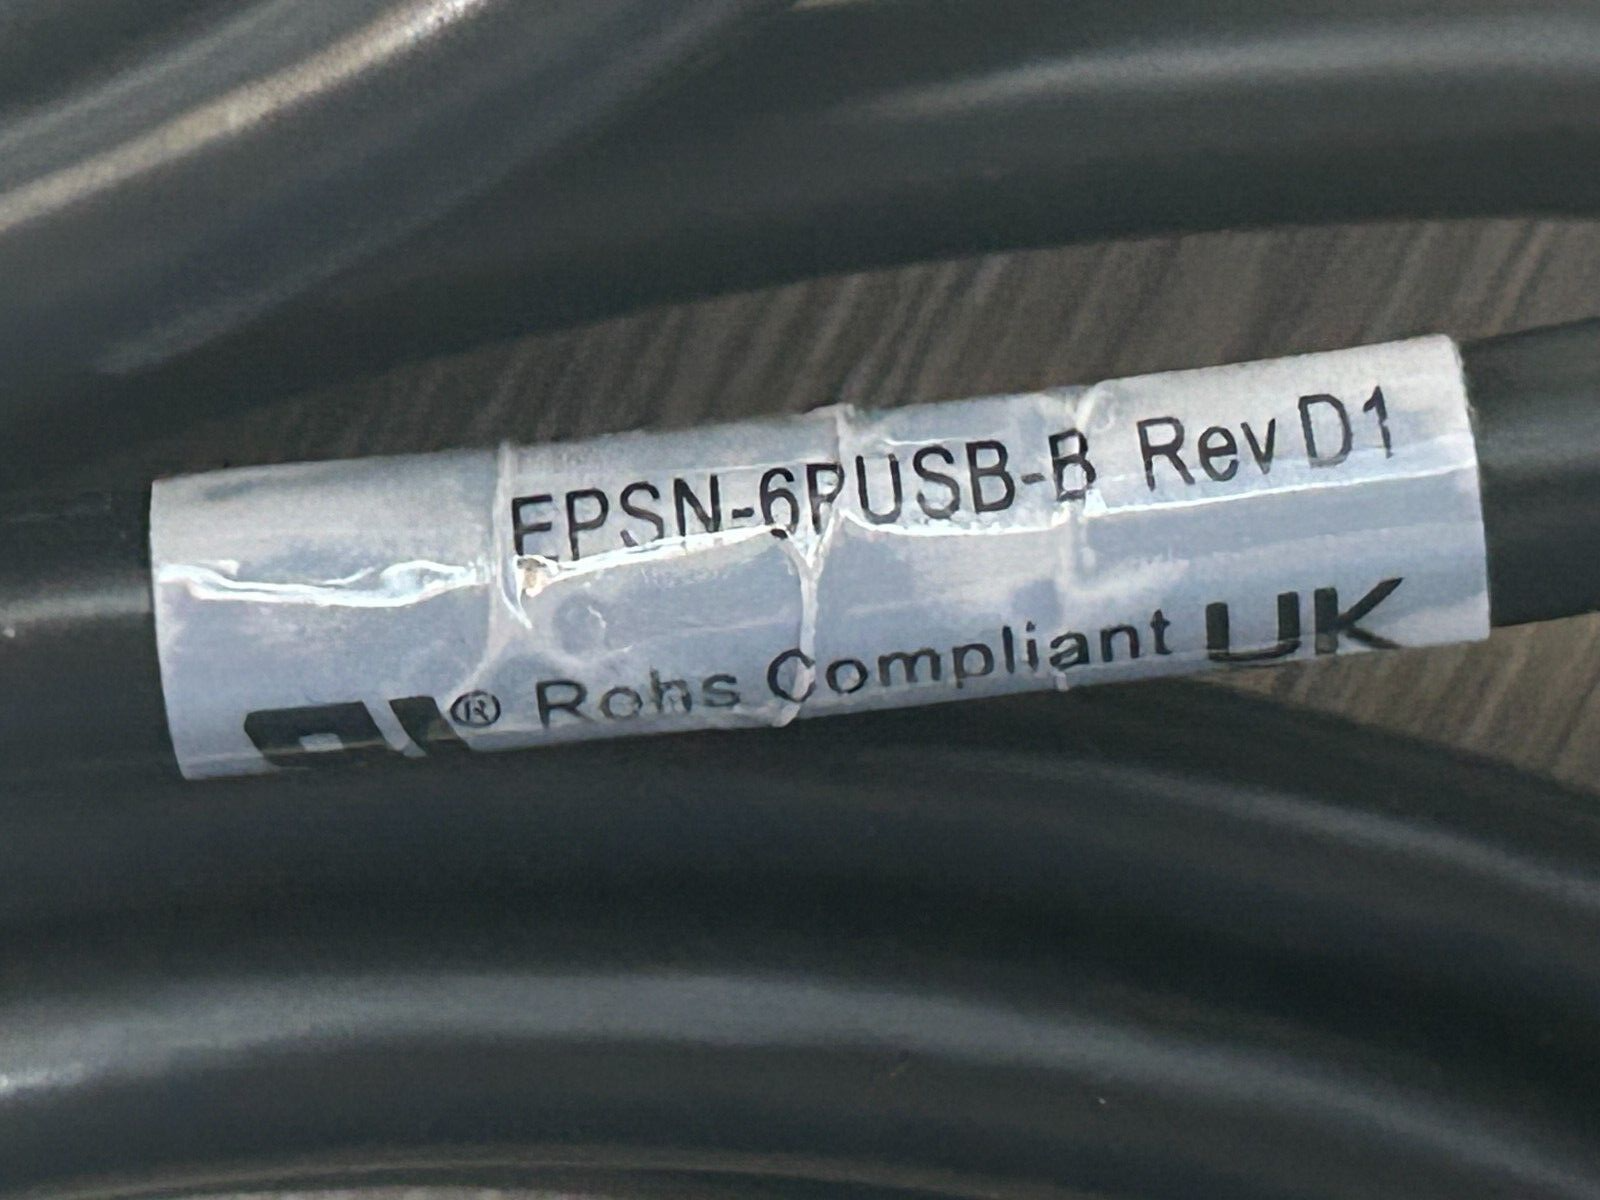 EPSN-6PUSB-B Rev D1
® Rohs Compliant UK